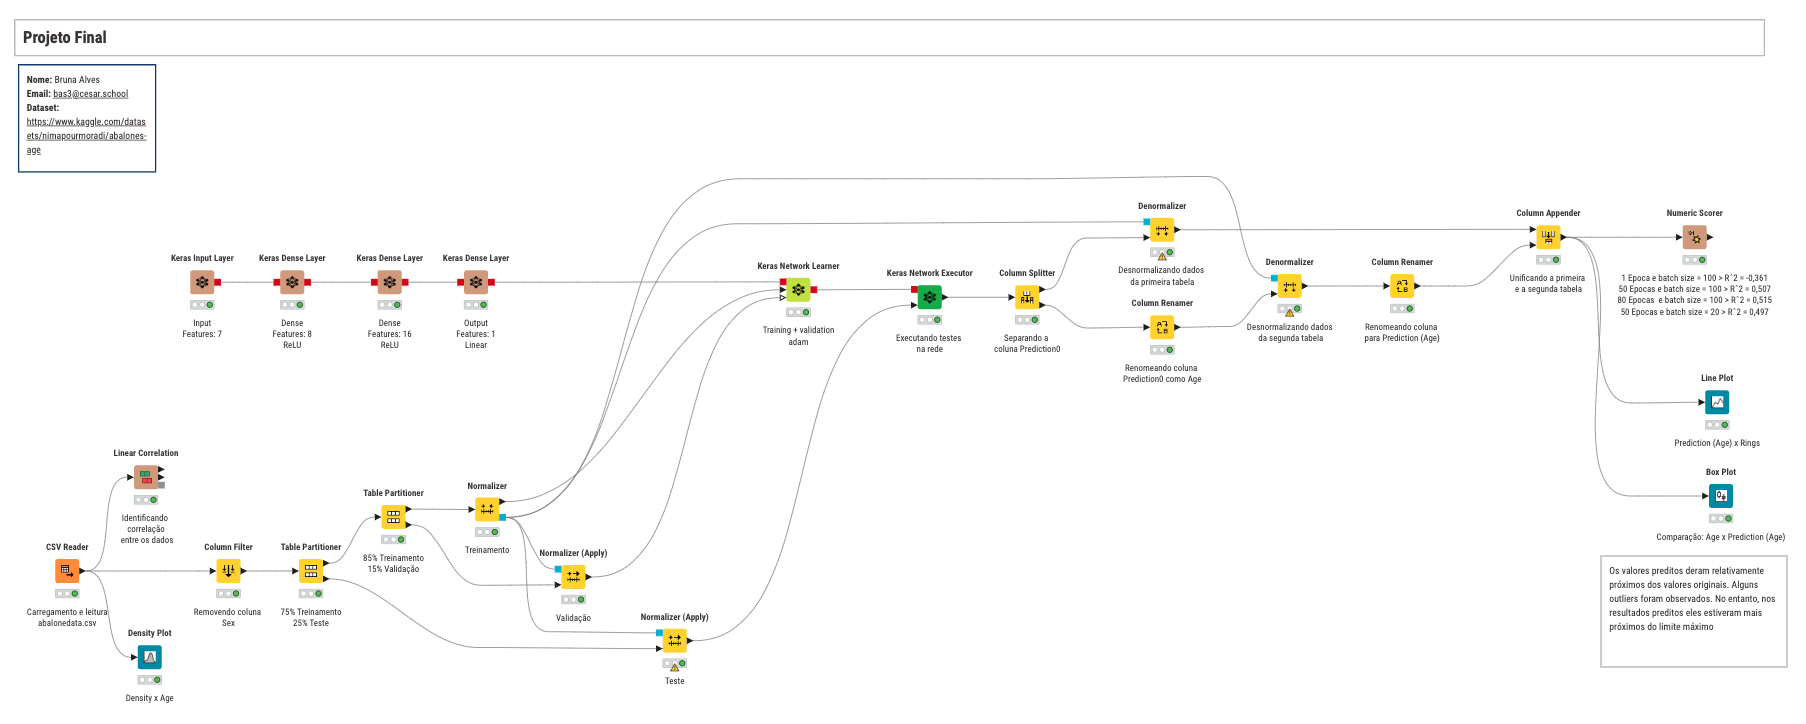 Projeto Final
Nome: Bruna Alves
Email: bas3@cesar.school
Dataset:
https://www.kaggle.com/datas
ets/nimapourmoradi/abalones-
age
Keras Input Layer
Input
Features: 7
Keras Dense Layer
Dense
Features: 8
ReLU
Keras Dense Layer
Dense
Features: 16
ReLU
Keras Dense Layer
Output
Features: 1
Linear
Keras Network Learner
Training + validation
adam
Keras Network Executor
Executando testes
na rede
Column Splitter
Separando a
coluna Prediction0
Denormalizer
Desnormalizando dados
da primeira tabela
Column Renamer
Renomeando coluna
Prediction0 como Age
Denormalizer
Desnormalizando dados
da segunda tabela
Column Renamer
Renomeando coluna
para Prediction (Age)
Column Appender
Unificando a primeira
e a segunda tabela
Numeric Scorer
1 Epoca e batch size = 100 > R^2 = -0,361
50 Epocas e batch size = 100 > R^2 = 0,507
80 Epocas e batch size = 100 > R^2 = 0,515
50 Epocas e batch size = 20 > R^2 = 0,497
Line Plot
Prediction (Age) x Rings
Box Plot
Comparação: Age x Prediction (Age)
Os valores preditos deram relativamente
próximos dos valores originais. Alguns
outliers foram observados. No entanto, nos
resultados preditos eles estiveram mais
próximos do limite máximo
Linear Correlation
Identificando
correlação
entre os dados
CSV Reader
Carregamento e leitura
abalonedata.csv
Density Plot
Density x Age
Column Filter
Removendo coluna
Sex
Table Partitioner
75% Treinamento
25% Teste
Table Partitioner
85% Treinamento
15% Validação
Normalizer
Treinamento
Normalizer (Apply)
Validação
Normalizer (Apply)
Teste